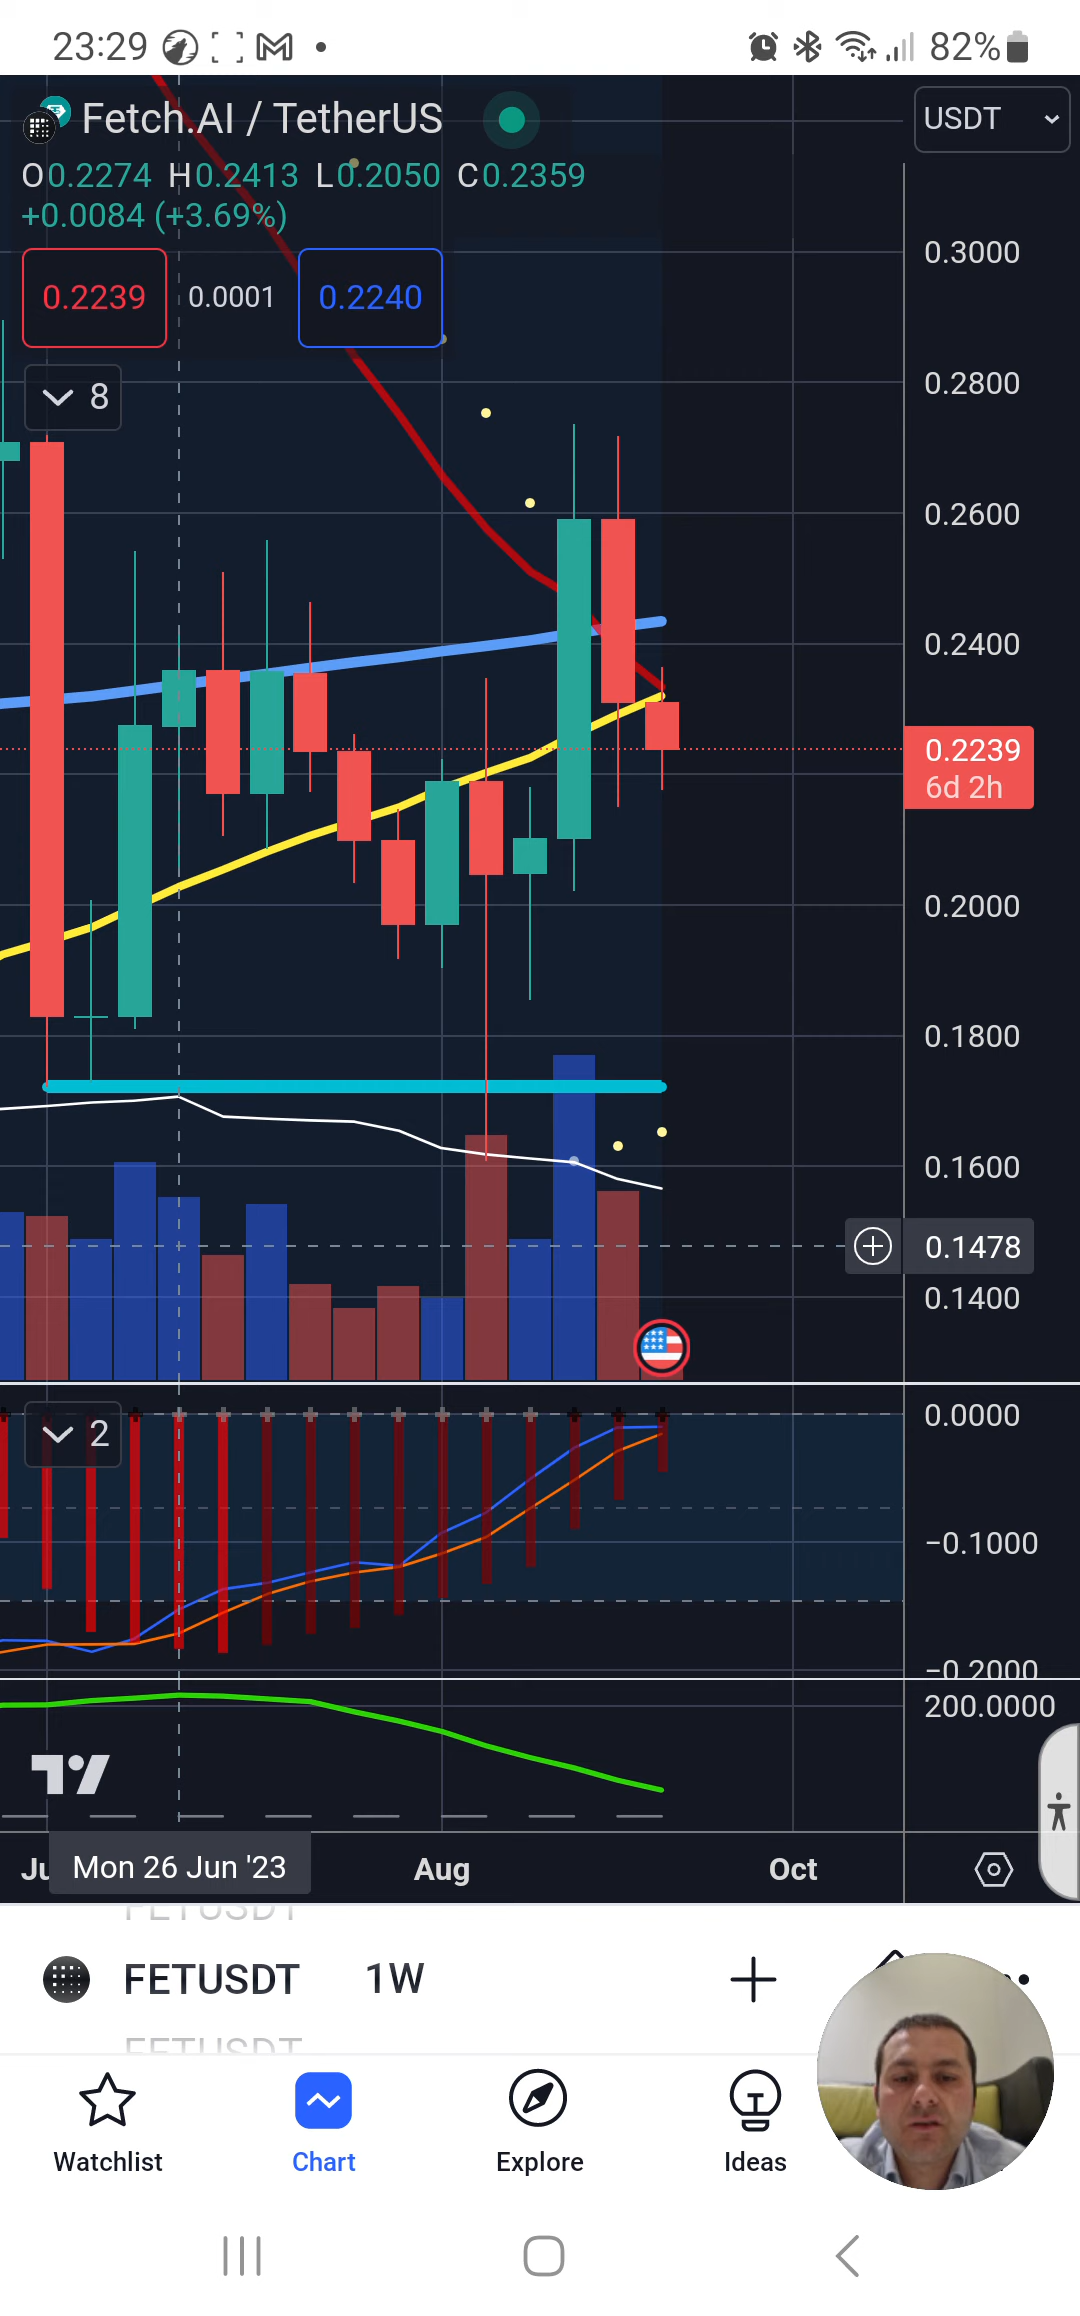 23:29 82%
Fetch.AI / TetherUS USDT
O0.2274 H0.2413 L0.2050 C0.2359
+0.0084 (+3.69%)
0.2239 0.0001 0.2240
8
0.3000
0.2800
0.2600
0.2400
0.2239
6d 2h
0.2000
0.1800
0.1600
0.1478
0.1400
2
0.0000
−0.1000
−0.2000
200.0000
Ju Mon 26 Jun '23 Aug Oct
FETUSDT
FETUSDT 1W
FETUSDT
Watchlist Chart Explore Ideas